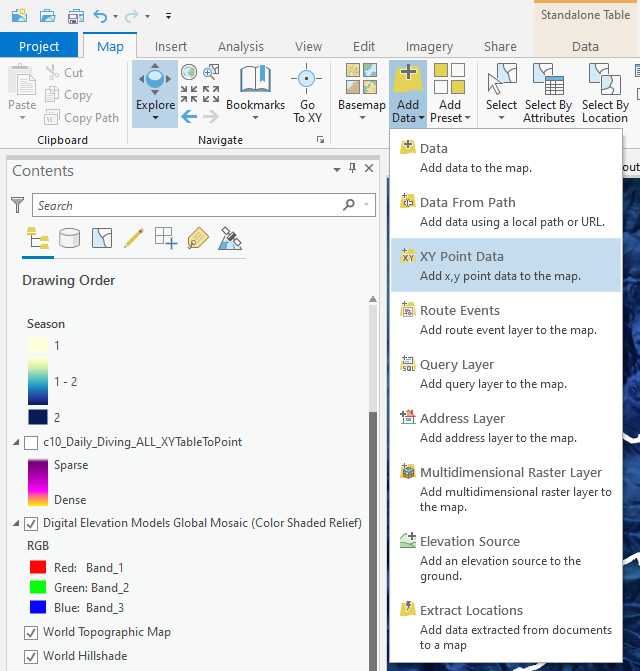 Standalone Table
Project
Map
Insert
Analysis
View
Edit
Imagery
Share
Data
Paste
Cut
Copy
Copy Path
Clipboard
Explore
Bookmarks
Go
To XY
Navigate
Basemap
Add
Data
Add
Preset
Select
Select By
Attributes
Select By
Location
Contents
Search
Drawing Order
Season
1
1 - 2
2
c10_Daily_Diving_ALL_XYTableToPoint
Sparse
Dense
Digital Elevation Models Global Mosaic (Color Shaded Relief)
RGB
Red: Band_1
Green: Band_2
Blue: Band_3
World Topographic Map
World Hillshade
Data
Add data to the map.
Data From Path
Add data using a local path or URL.
XY Point Data
Add x,y point data to the map.
Route Events
Add route event layer to the map.
Query Layer
Add query layer to the map.
Address Layer
Add address layer to the map.
Multidimensional Raster Layer
Add multidimensional raster layer to
the map.
Elevation Source
Add an elevation source to the
ground.
Extract Locations
Add data extracted from documents
to a map
out